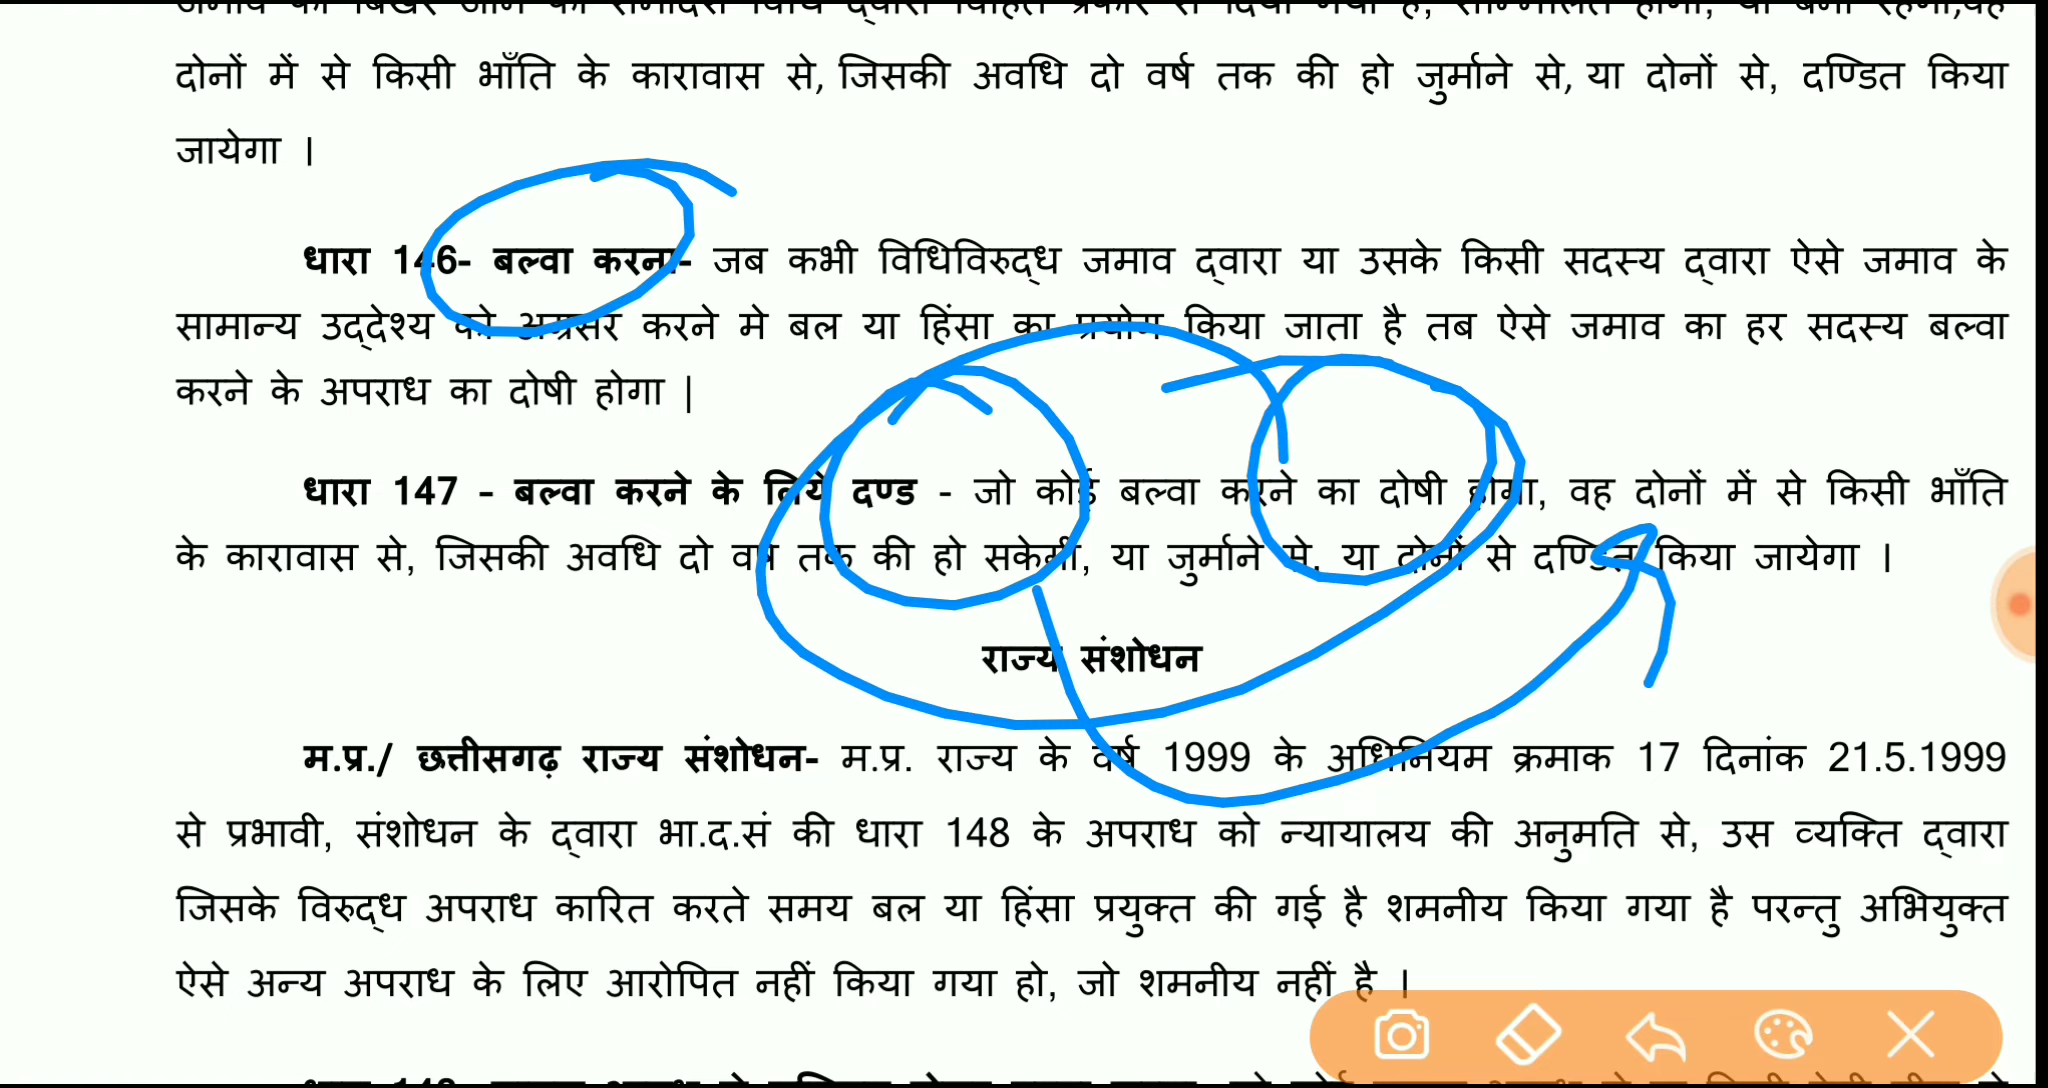 दोनों में से किसी भाँति के कारावास से, जिसकी अवधि दो वर्ष तक की हो जुर्माने से, या दोनों से, दण्डित किया
जायेगा |
धारा 146- बल्वा करना- जब कभी विधिविरुद्ध जमाव द्वारा या उसके किसी सदस्य द्वारा ऐसे जमाव के
सामान्य उद्देश्य को अग्रसर करने मे बल या हिंसा का प्रयोग किया जाता है तब ऐसे जमाव का हर सदस्य बल्वा
करने के अपराध का दोषी होगा |
धारा 147 - बल्वा करने के लिये दण्ड - जो कोई बल्वा करने का दोषी होगा, वह दोनों में से किसी भाँति
के कारावास से, जिसकी अवधि दो वर्ष तक की हो सकेगी, या जुर्माने से, या दोनों से दण्डित किया जायेगा |
राज्य संशोधन
म.प्र./ छत्तीसगढ़ राज्य संशोधन- म.प्र. राज्य के वर्ष 1999 के अधिनियम क्रमाक 17 दिनांक 21.5.1999
से प्रभावी, संशोधन के द्वारा भा.द.सं की धारा 148 के अपराध को न्यायालय की अनुमति से, उस व्यक्ति द्वारा
जिसके विरुद्ध अपराध कारित करते समय बल या हिंसा प्रयुक्त की गई है शमनीय किया गया है परन्तु अभियुक्त
ऐसे अन्य अपराध के लिए आरोपित नहीं किया गया हो, जो शमनीय नहीं है |